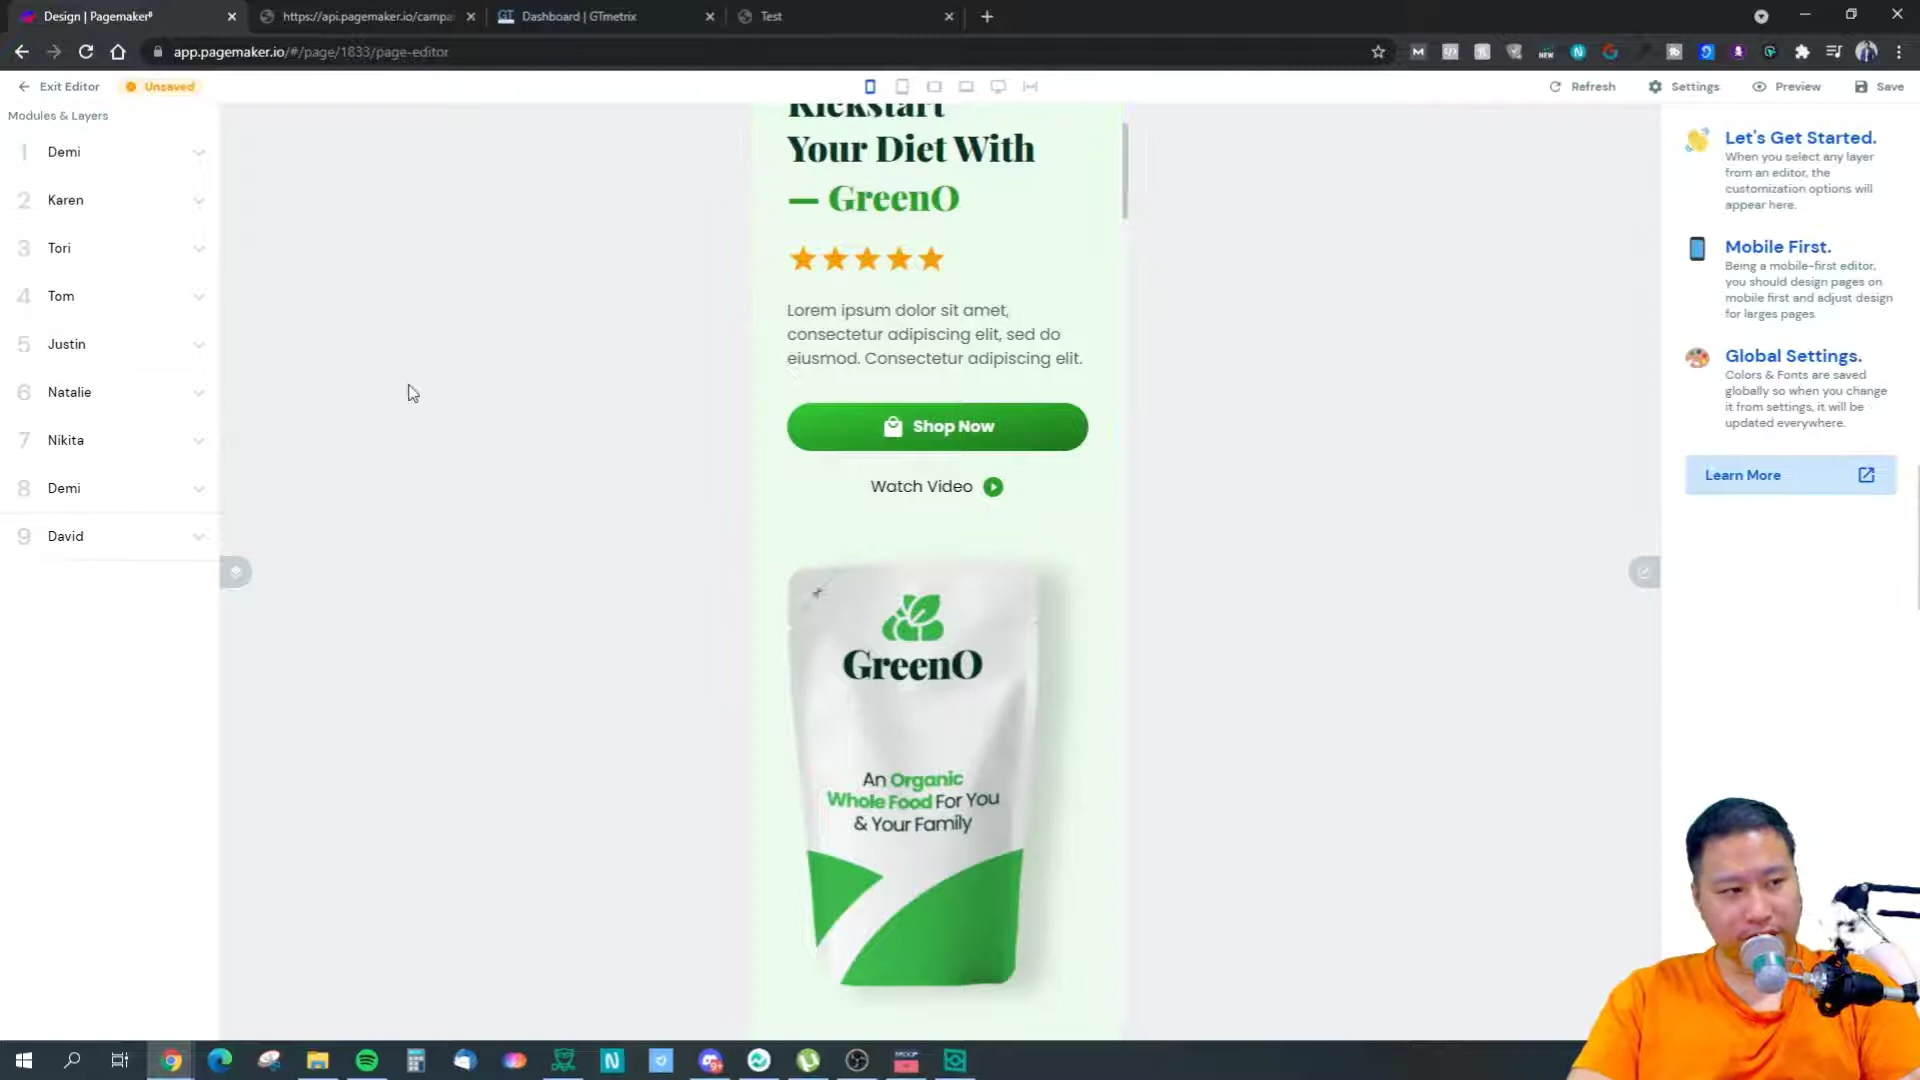 Design | Pagemaker®
https://api.pagemaker.io/campa
GT Dashboard | GTmetrix
Test
app.pagemaker.io/#/page/1833/page-editor
Exit Editor
Unsaved
Refresh
Settings
Preview
Save
Modules & Layers
1 Demi
2 Karen
3 Tori
4 Tom
5 Justin
6 Natalie
7 Nikita
8 Demi
9 David
Kickstart
Your Diet With
— GreenO
Lorem ipsum dolor sit amet,
consectetur adipiscing elit, sed do
eiusmod. Consectetur adipiscing elit.
Shop Now
Watch Video
GreenO
An Organic
Whole Food For You
& Your Family
Let's Get Started.
When you select any layer
from an editor, the
customization options will
appear here.
Mobile First.
Being a mobile-first editor,
you should design pages on
mobile first and adjust design
for larges pages.
Global Settings.
Colors & Fonts are saved
globally so when you change
it from settings, it will be
updated everywhere.
Learn More